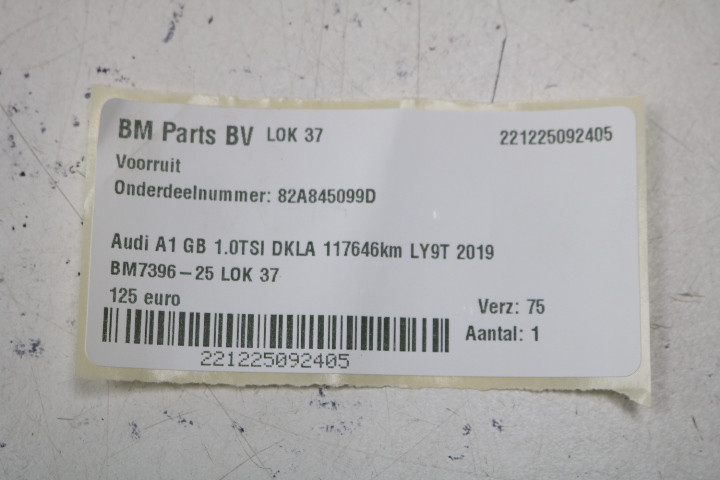 BM Parts BV LOK 37 221225092405
Voorruit
Onderdeelnummer: 82A845099D
Audi A1 GB 1.0TSI DKLA 117646km LY9T 2019
BM7396-25 LOK 37
125 euro Verz: 75
Aantal: 1
221225092405